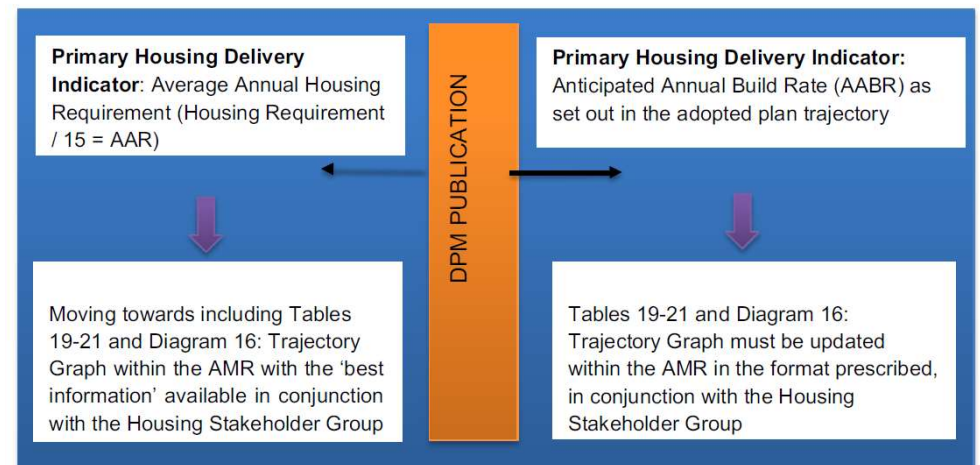 Primary Housing Delivery
Indicator: Average Annual Housing
Requirement (Housing Requirement
/ 15 = AAR)
Moving towards including Tables
19-21 and Diagram 16: Trajectory
Graph within the AMR with the ‘best
information’ available in conjunction
with the Housing Stakeholder Group
DPM PUBLICATION
Primary Housing Delivery Indicator:
Anticipated Annual Build Rate (AABR) as
set out in the adopted plan trajectory
Tables 19-21 and Diagram 16:
Trajectory Graph must be updated
within the AMR in the format prescribed,
in conjunction with the Housing
Stakeholder Group